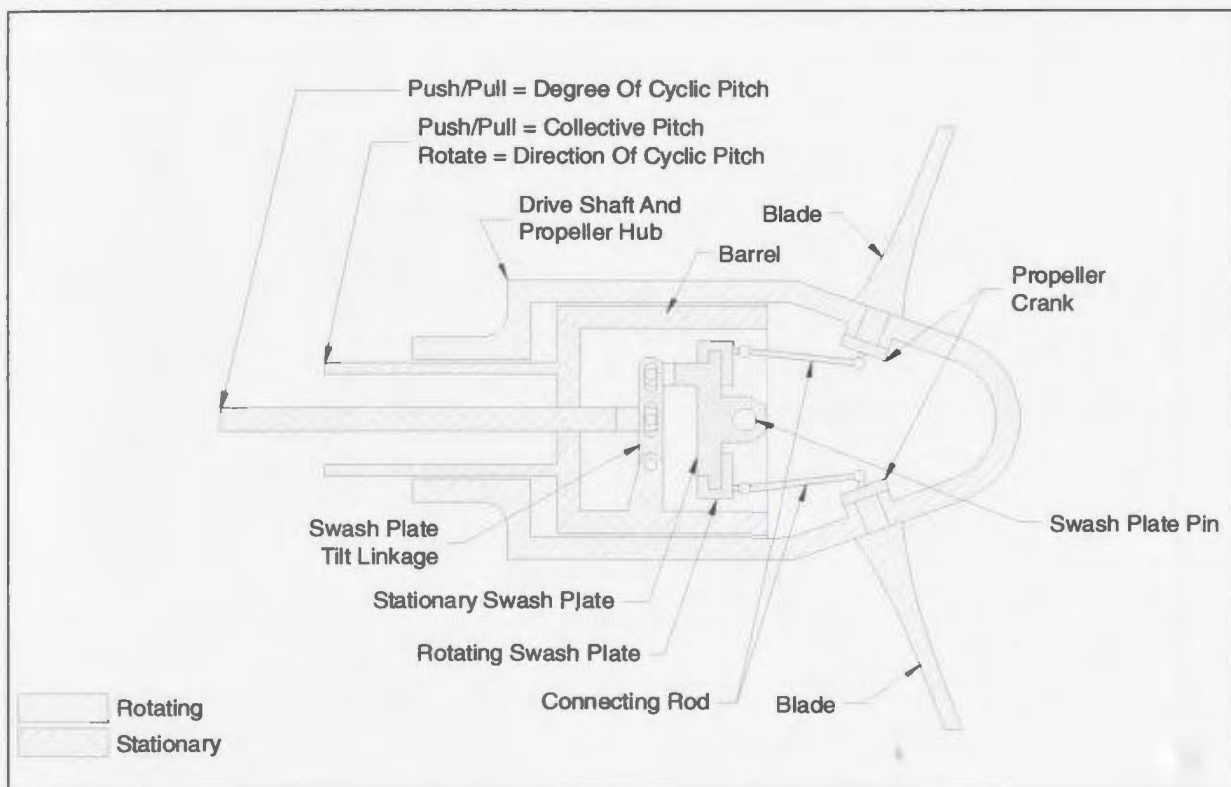 Push/Pull = Degree Of Cyclic Pitch
Push/Pull = Collective Pitch
Rotate = Direction Of Cyclic Pitch
Drive Shaft And
Propeller Hub
Blade
Barrel
Propeller
Crank
Swash Plate
Tilt Linkage
Swash Plate Pin
Stationary Swash Plate
Rotating Swash Plate
Connecting Rod
Blade
Rotating
Stationary